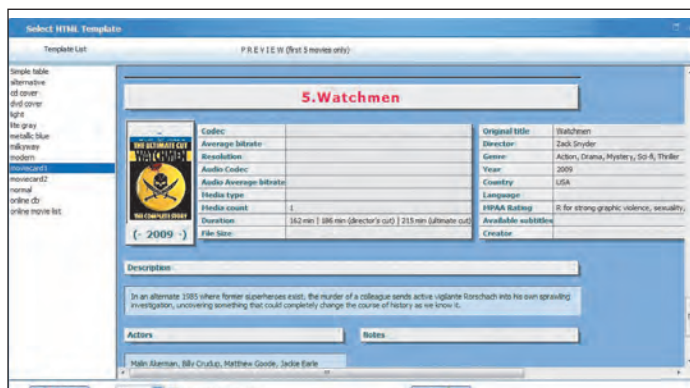 Select HTML Template
Template List
PREVIEW (first 5 movies only)
Simple table
alternative
cd cover
dvd cover
light
lite gray
metallic blue
milkyway
modern
moviecard1
moviecard2
normal
online db
online movie list
5.Watchmen
THE ULTIMATE CUT
WATCHMEN
THE COMPLETE STORY
(- 2009 -)
Codec
Average bitrate
Resolution
Audio Codec
Audio Average bitrate
Media type
Media count 1
Duration 162 min | 186 min (director's cut) | 215 min (ultimate cut)
File Size
Original title Watchmen
Director Zack Snyder
Genre Action, Drama, Mystery, Sci-fi, Thriller
Year 2009
Country USA
Language
MPAA Rating R for strong graphic violence, sexuality,
Available subtitles
Creator
Description
In an alternate 1985 where former superheroes exist, the murder of a colleague sends active vigilante Rorschach into his own sprawling
investigation, uncovering something that could completely change the course of history as we know it.
Actors
Notes
Malin Akerman, Billy Crudup, Matthew Goode, Jackie Earle